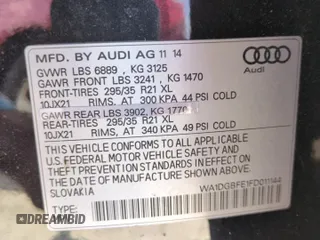 MFD. BY AUDI AG 11 14
GVWR LBS 6889 , KG 3125
GAWR FRONT LBS 3241 , KG 1470
FRONT-TIRES 295/35 R21 XL
10JX21 RIMS, AT 300 KPA 44 PSI COLD
GAWR REAR LBS 3902, KG 1770
REAR-TIRES 295/35 R21 XL
10JX21 RIMS, AT 340 KPA 49 PSI COLD
THIS VEHICLE CONFORMS TO ALL APPLICABLE
U.S. FEDERAL MOTOR VEHICLE SAFETY AND
THEFT PREVENTION STANDARDS IN EFFECT
ON THE DATE OF MANUFACTURE SHOWN ABOVE.
SLOVAKIA
Audi
WA1DGBFE1FD011144
DREAMBID